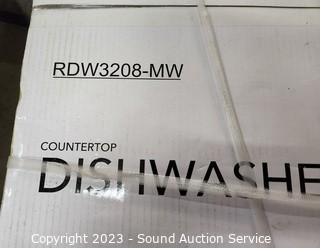 RDW3208-MW
COUNTERTOP
DISHWASHE
Copyright © 2023 - Sound Auction Service